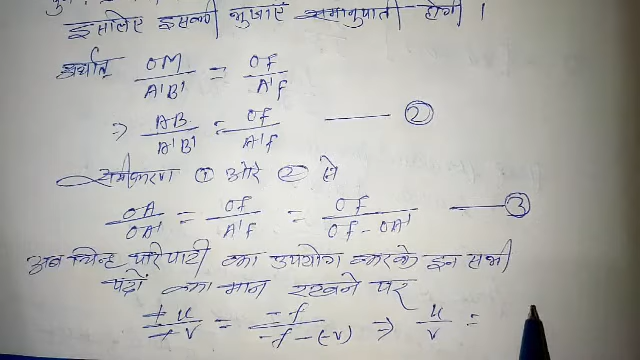 इसलिए इसकी भुजाएं समानुपाती होंगी ।
अर्थात् OM/A'B' = OF/A'F
⇒ AB/A'B' = OF/A'F —— ②
समीकरण ① और ② से
OA/OA' = OF/A'F = OF/OF-OA' —— ③
अब चिन्ह परिपाटी का उपयोग करके इन सभी
पदों का मान रखने पर
+u/+v = -f/-f-(-v) ⇒ u/v =